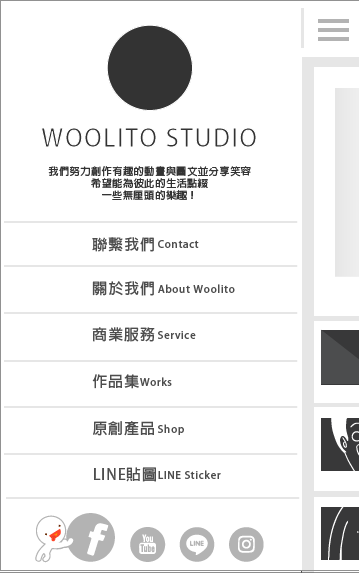 WOOLITO STUDIO
我們努力創作有趣的動畫與圖文並分享笑容
希望能為彼此的生活點綴
一些無厘頭的樂趣！
聯繫我們 Contact
關於我們 About Woolito
商業服務 Service
作品集Works
原創產品 Shop
LINE貼圖LINE Sticker
f
You
Tube
LINE